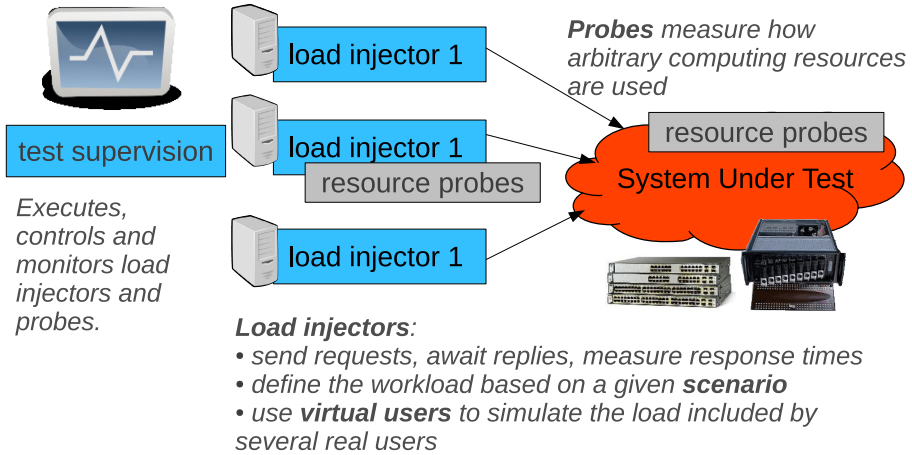 load injector 1
Probes measure how
arbitrary computing resources
are used
test supervision
load injector 1
resource probes
resource probes
System Under Test
Executes,
controls and
monitors load
injectors and
probes.
load injector 1
Load injectors:
• send requests, await replies, measure response times
• define the workload based on a given scenario
• use virtual users to simulate the load included by
several real users